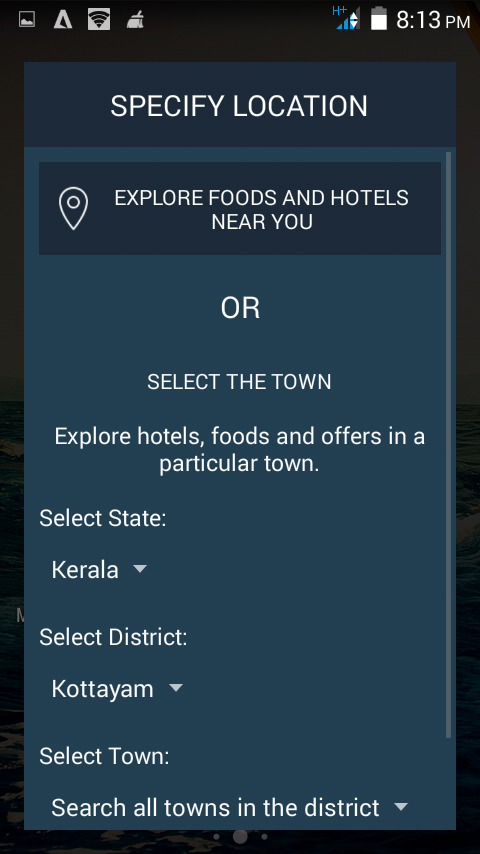 H+ 8:13 PM
SPECIFY LOCATION
EXPLORE FOODS AND HOTELS
NEAR YOU
OR
SELECT THE TOWN
Explore hotels, foods and offers in a
particular town.
Select State:
Kerala
Select District:
Kottayam
Select Town:
Search all towns in the district